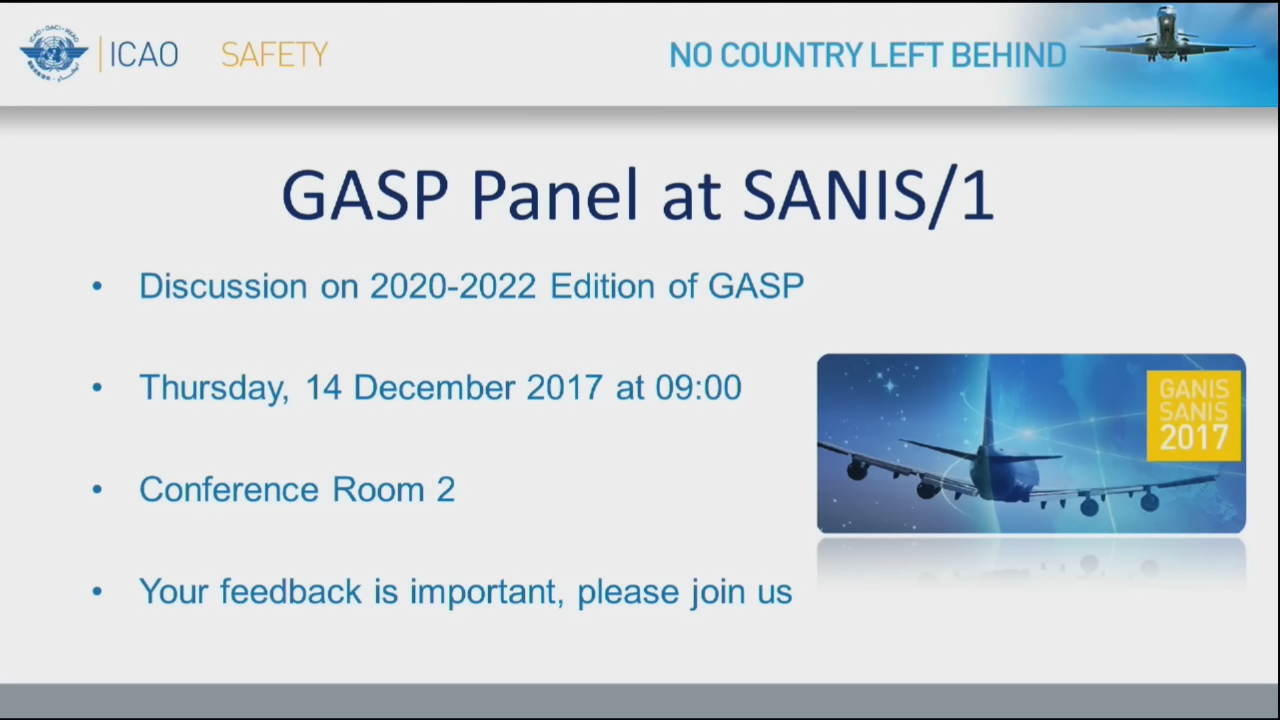 ICAO SAFETY NO COUNTRY LEFT BEHIND
GASP Panel at SANIS/1
• Discussion on 2020-2022 Edition of GASP
• Thursday, 14 December 2017 at 09:00
GANIS
SANIS
2017
• Conference Room 2
• Your feedback is important, please join us